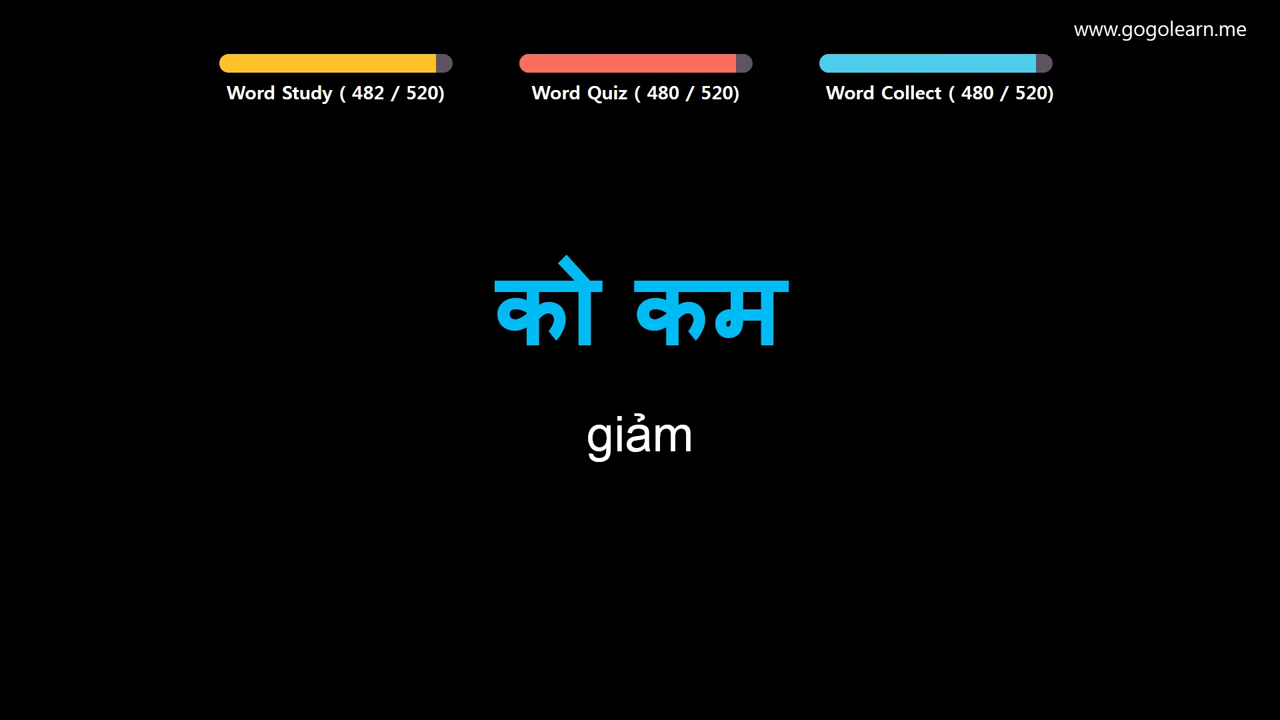 www.gogolearn.me
Word Study ( 482 / 520)
Word Quiz ( 480 / 520)
Word Collect ( 480 / 520)
को कम
giảm